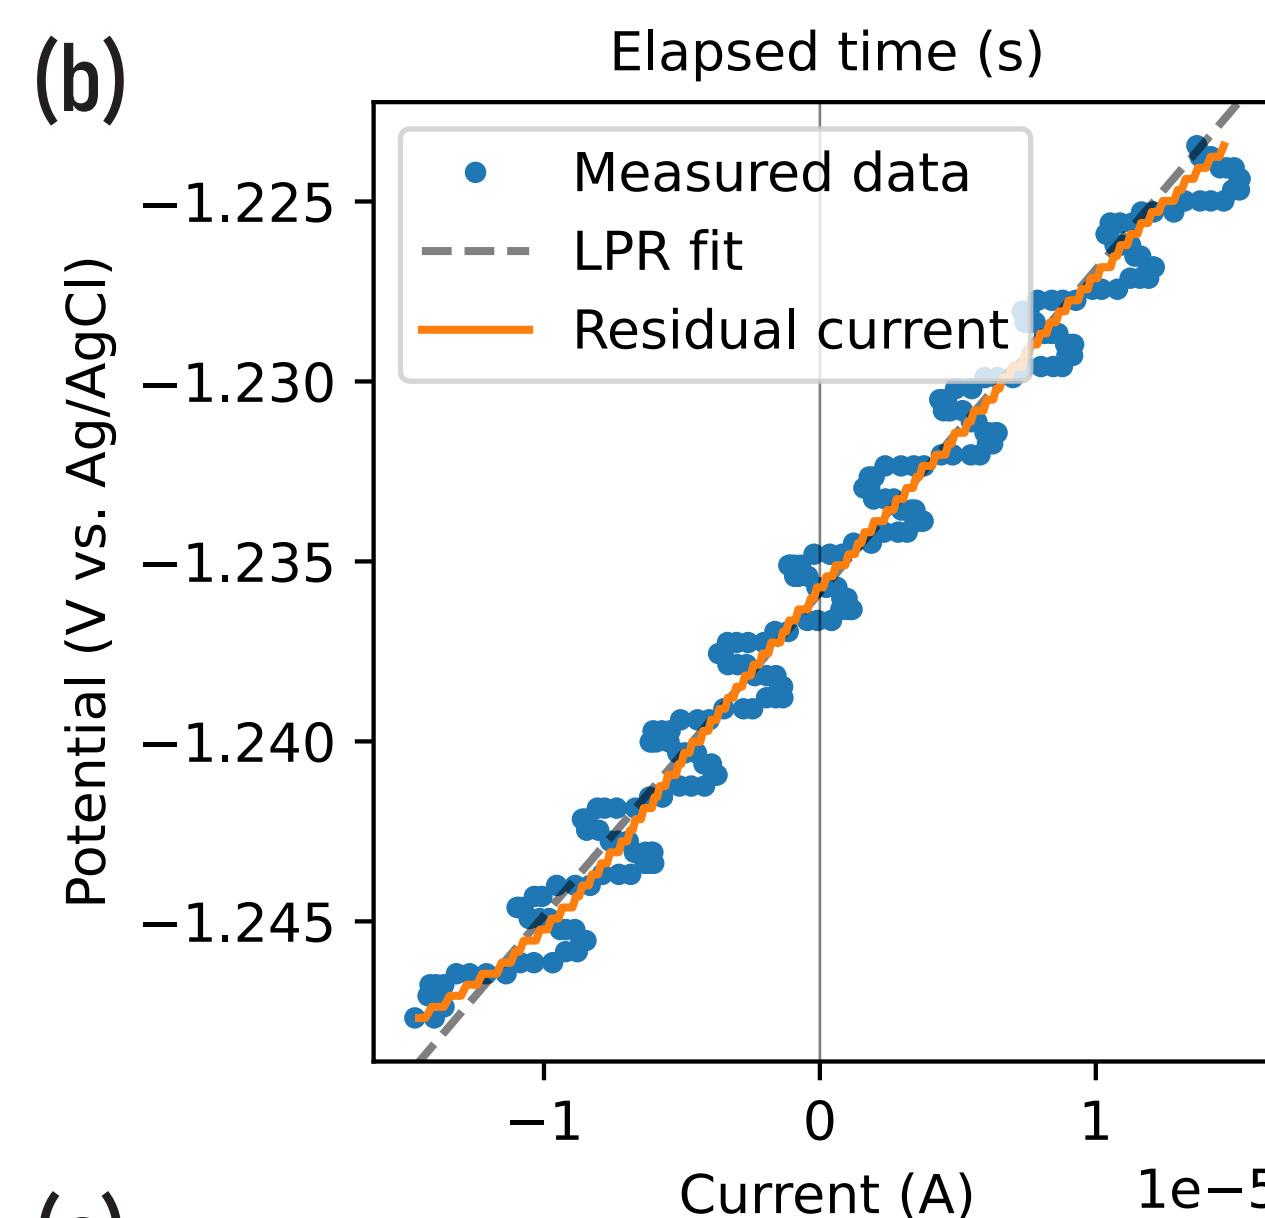 (b)
Elapsed time (s)
Measured data
LPR fit
Residual current
Potential (V vs. Ag/AgCl)
−1.225
−1.230
−1.235
−1.240
−1.245
−1
0
1
1e−5
Current (A)